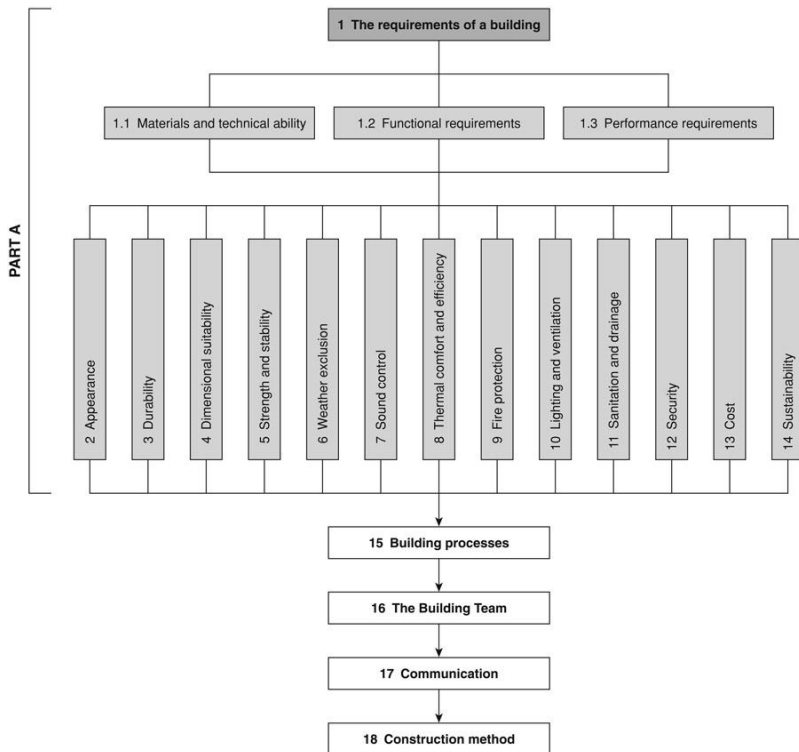 1 The requirements of a building
1.1 Materials and technical ability
1.2 Functional requirements
1.3 Performance requirements
PART A
2 Appearance
3 Durability
4 Dimensional suitability
5 Strength and stability
6 Weather exclusion
7 Sound control
8 Thermal comfort and efficiency
9 Fire protection
10 Lighting and ventilation
11 Sanitation and drainage
12 Security
13 Cost
14 Sustainability
15 Building processes
16 The Building Team
17 Communication
18 Construction method